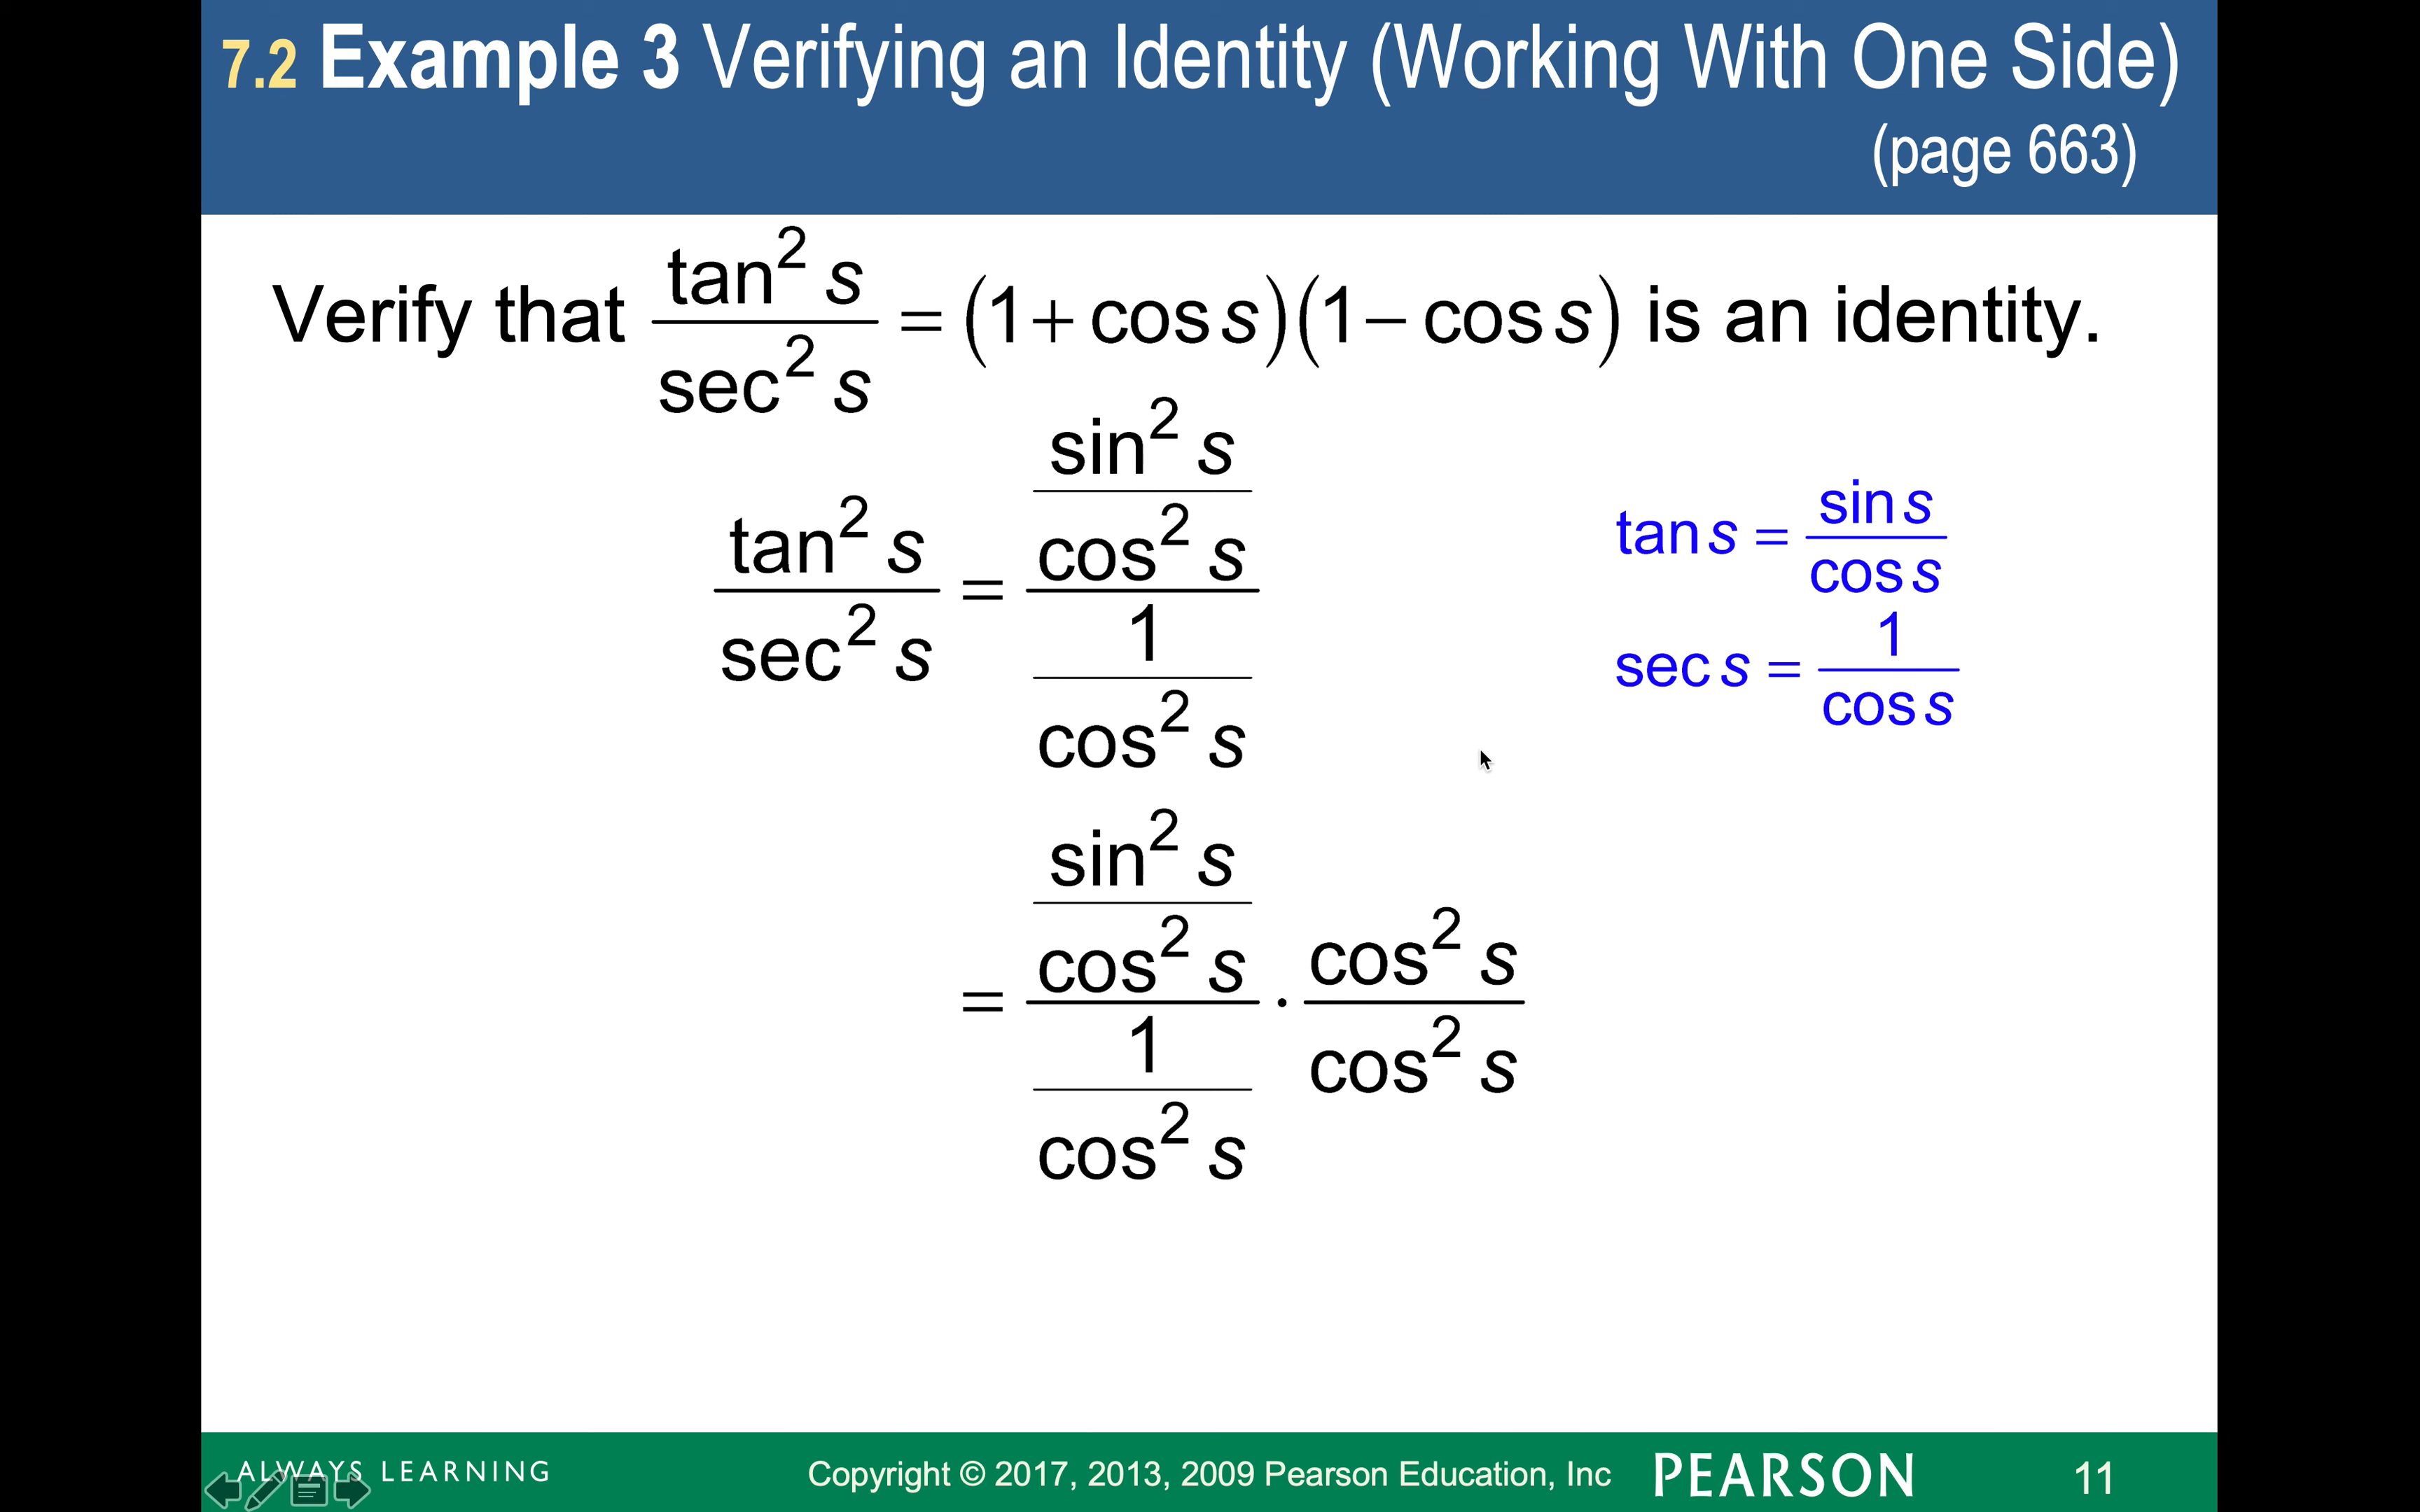 7.2 Example 3 Verifying an Identity (Working With One Side)
(page 663)
Verify that tan² s / sec² s = (1 + cos s)(1 − cos s) is an identity.
tan² s / sec² s = (sin² s / cos² s) / (1 / cos² s)
tan s = sin s / cos s
sec s = 1 / cos s
= (sin² s / cos² s) / (1 / cos² s) · cos² s / cos² s
ALWAYS LEARNING
Copyright © 2017, 2013, 2009 Pearson Education, Inc
PEARSON
11